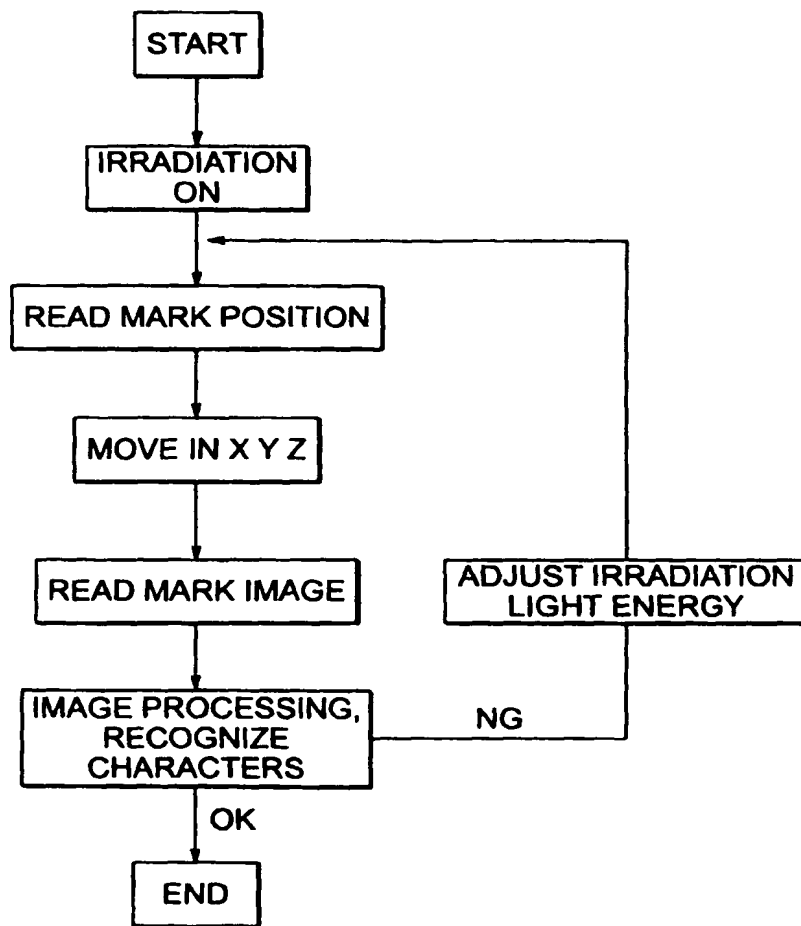 START
IRRADIATION
ON
READ MARK POSITION
MOVE IN X Y Z
READ MARK IMAGE
ADJUST IRRADIATION
LIGHT ENERGY
IMAGE PROCESSING,
RECOGNIZE
CHARACTERS
NG
OK
END